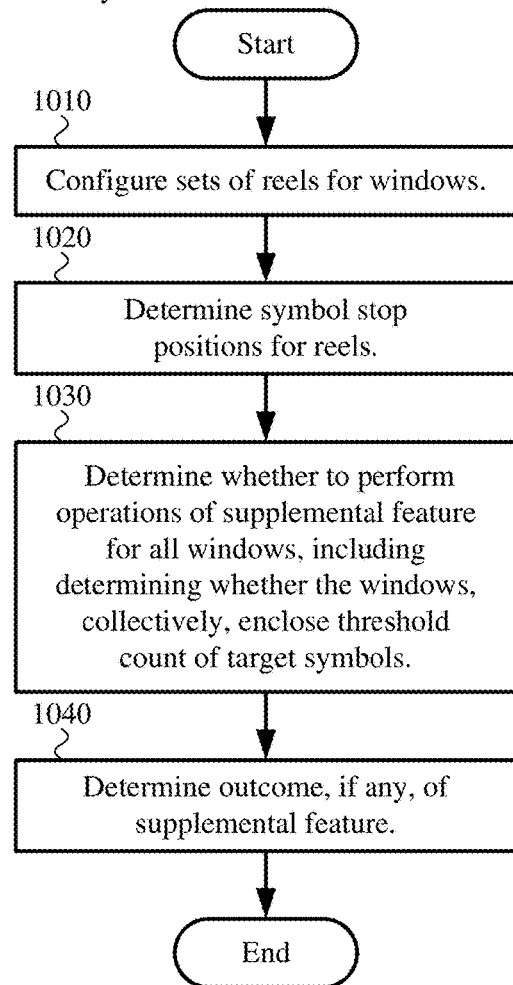 Start
1010
Configure sets of reels for windows.
1020
Determine symbol stop
positions for reels.
1030
Determine whether to perform
operations of supplemental feature
for all windows, including
determining whether the windows,
collectively, enclose threshold
count of target symbols.
1040
Determine outcome, if any, of
supplemental feature.
End